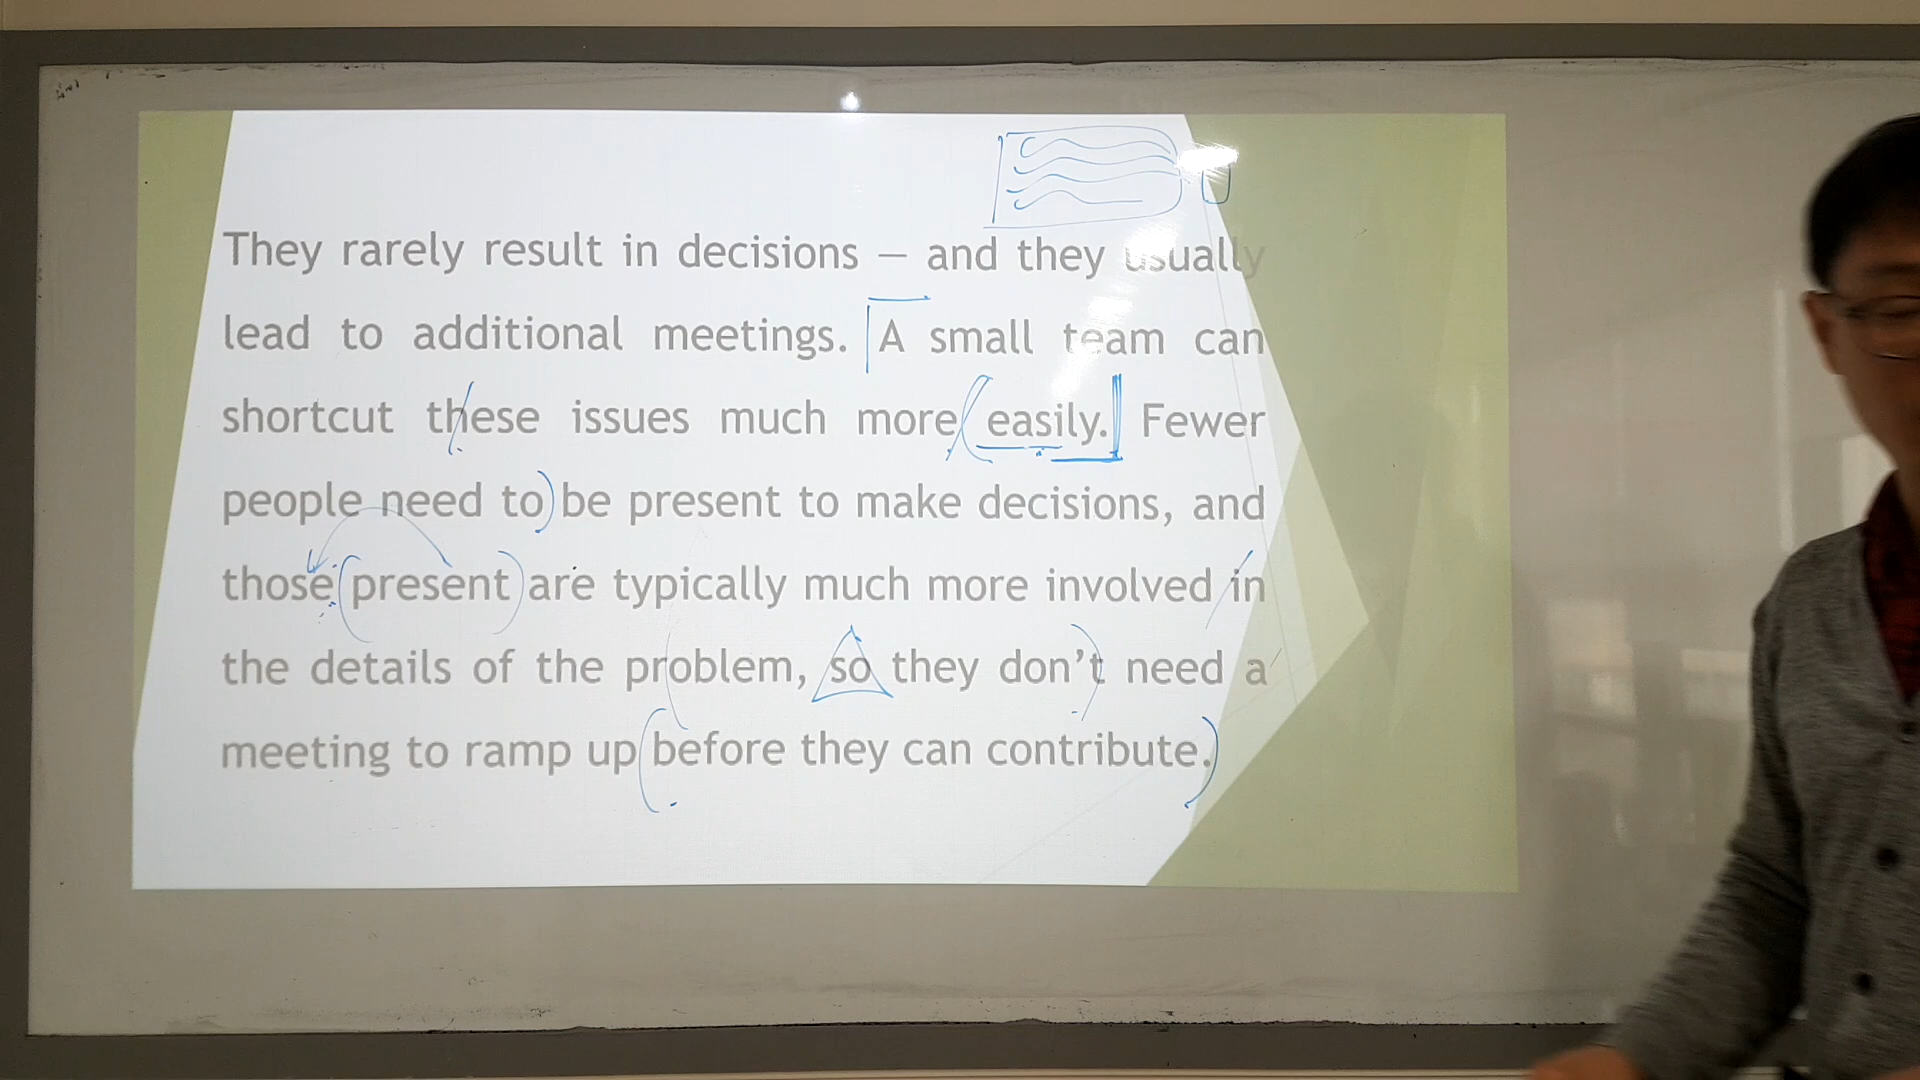 They rarely result in decisions — and they usually
lead to additional meetings. A small team can
shortcut these issues much more easily. Fewer
people need to be present to make decisions, and
those present are typically much more involved in
the details of the problem, so they don’t need a
meeting to ramp up before they can contribute.